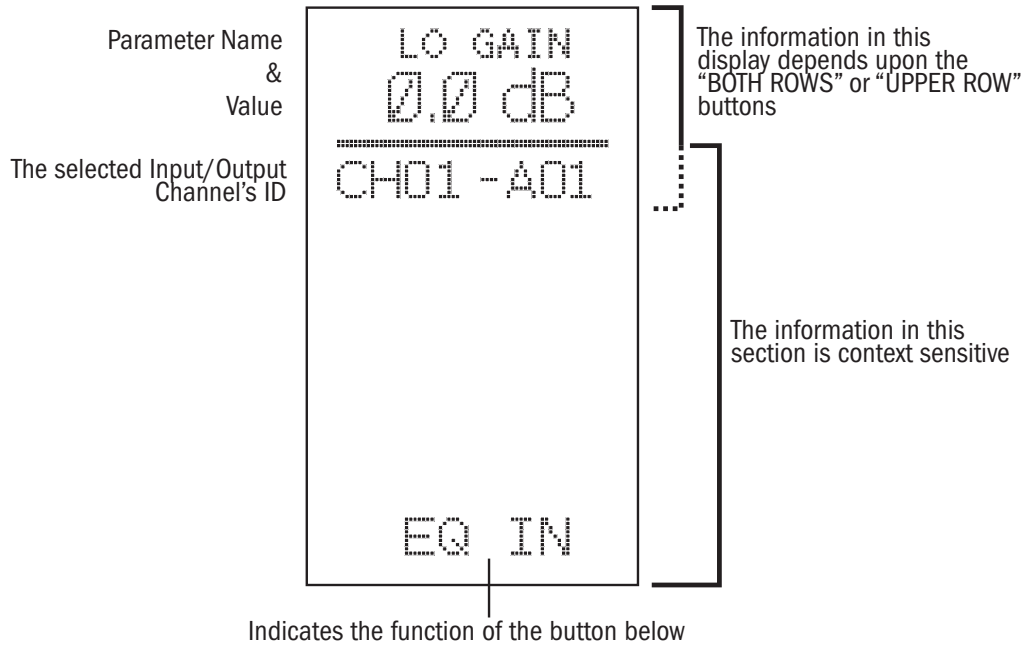 Parameter Name
&
Value
LO GAIN
0.0 dB
The information in this
display depends upon the
“BOTH ROWS” or “UPPER ROW”
buttons
The selected Input/Output
Channel's ID
CH01 -A01
The information in this
section is context sensitive
EQ IN
Indicates the function of the button below